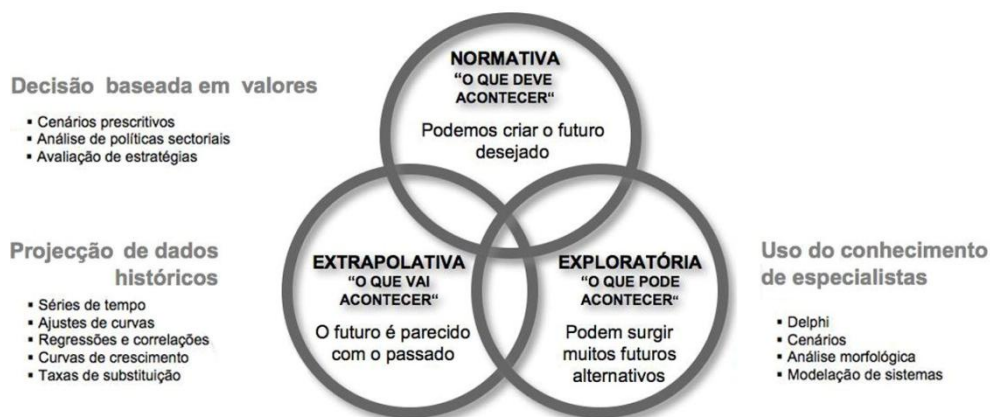 NORMATIVA
"O QUE DEVE
ACONTECER"
Podemos criar o futuro
desejado
Decisão baseada em valores
▪ Cenários prescritivos
▪ Análise de políticas sectoriais
▪ Avaliação de estratégias
Projecção de dados
históricos
▪ Séries de tempo
▪ Ajustes de curvas
▪ Regressões e correlações
▪ Curvas de crescimento
▪ Taxas de substituição
EXTRAPOLATIVA
"O QUE VAI
ACONTECER"
O futuro é parecido
com o passado
EXPLORATÓRIA
"O QUE PODE
ACONTECER"
Podem surgir
muitos futuros
alternativos
Uso do conhecimento
de especialistas
▪ Delphi
▪ Cenários
▪ Análise morfológica
▪ Modelação de sistemas